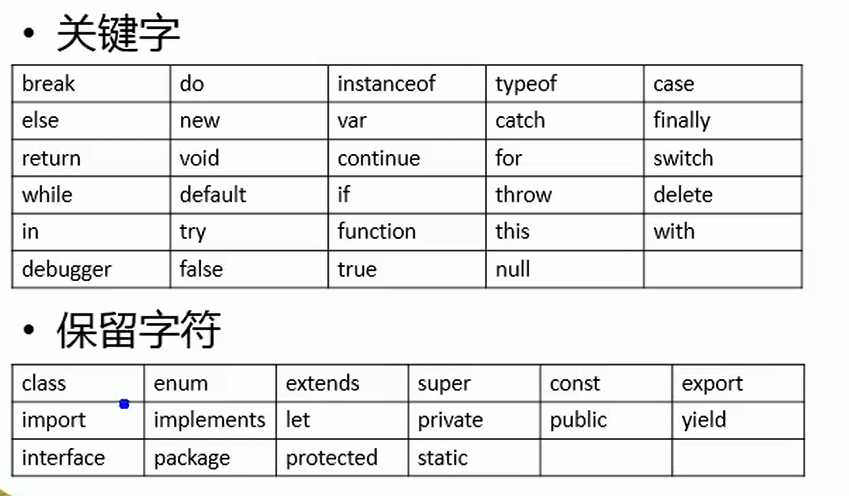 • 关键字
break do instanceof typeof case
else new var catch finally
return void continue for switch
while default if throw delete
in try function this with
debugger false true null
• 保留字符
class enum extends super const export
import implements let private public yield
interface package protected static